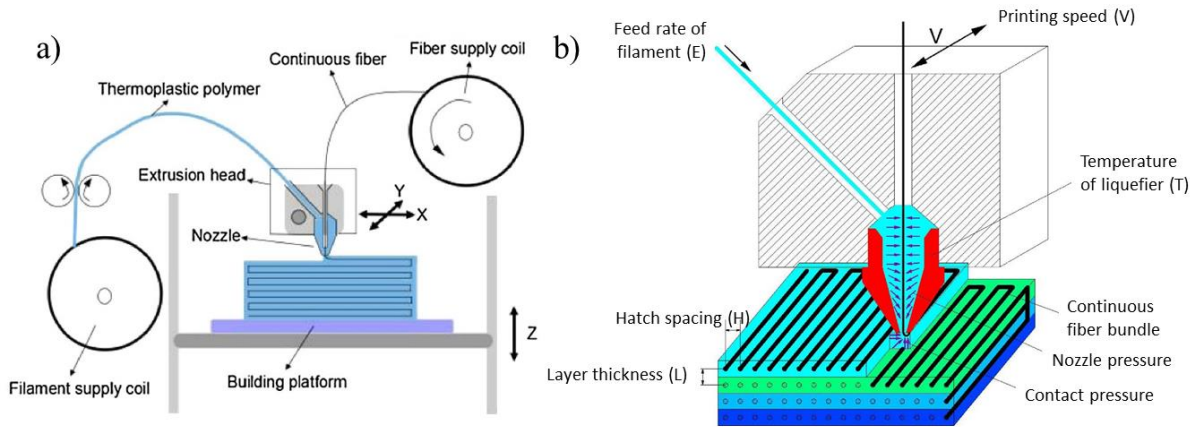 a)
Fiber supply coil
Continuous fiber
Thermoplastic polymer
Extrusion head
Y
X
Nozzle
Z
Building platform
Filament supply coil
b)
Printing speed (V)
V
Feed rate of
filament (E)
Temperature
of liquefier (T)
Hatch spacing (H)
Layer thickness (L)
Continuous
fiber bundle
Nozzle pressure
Contact pressure